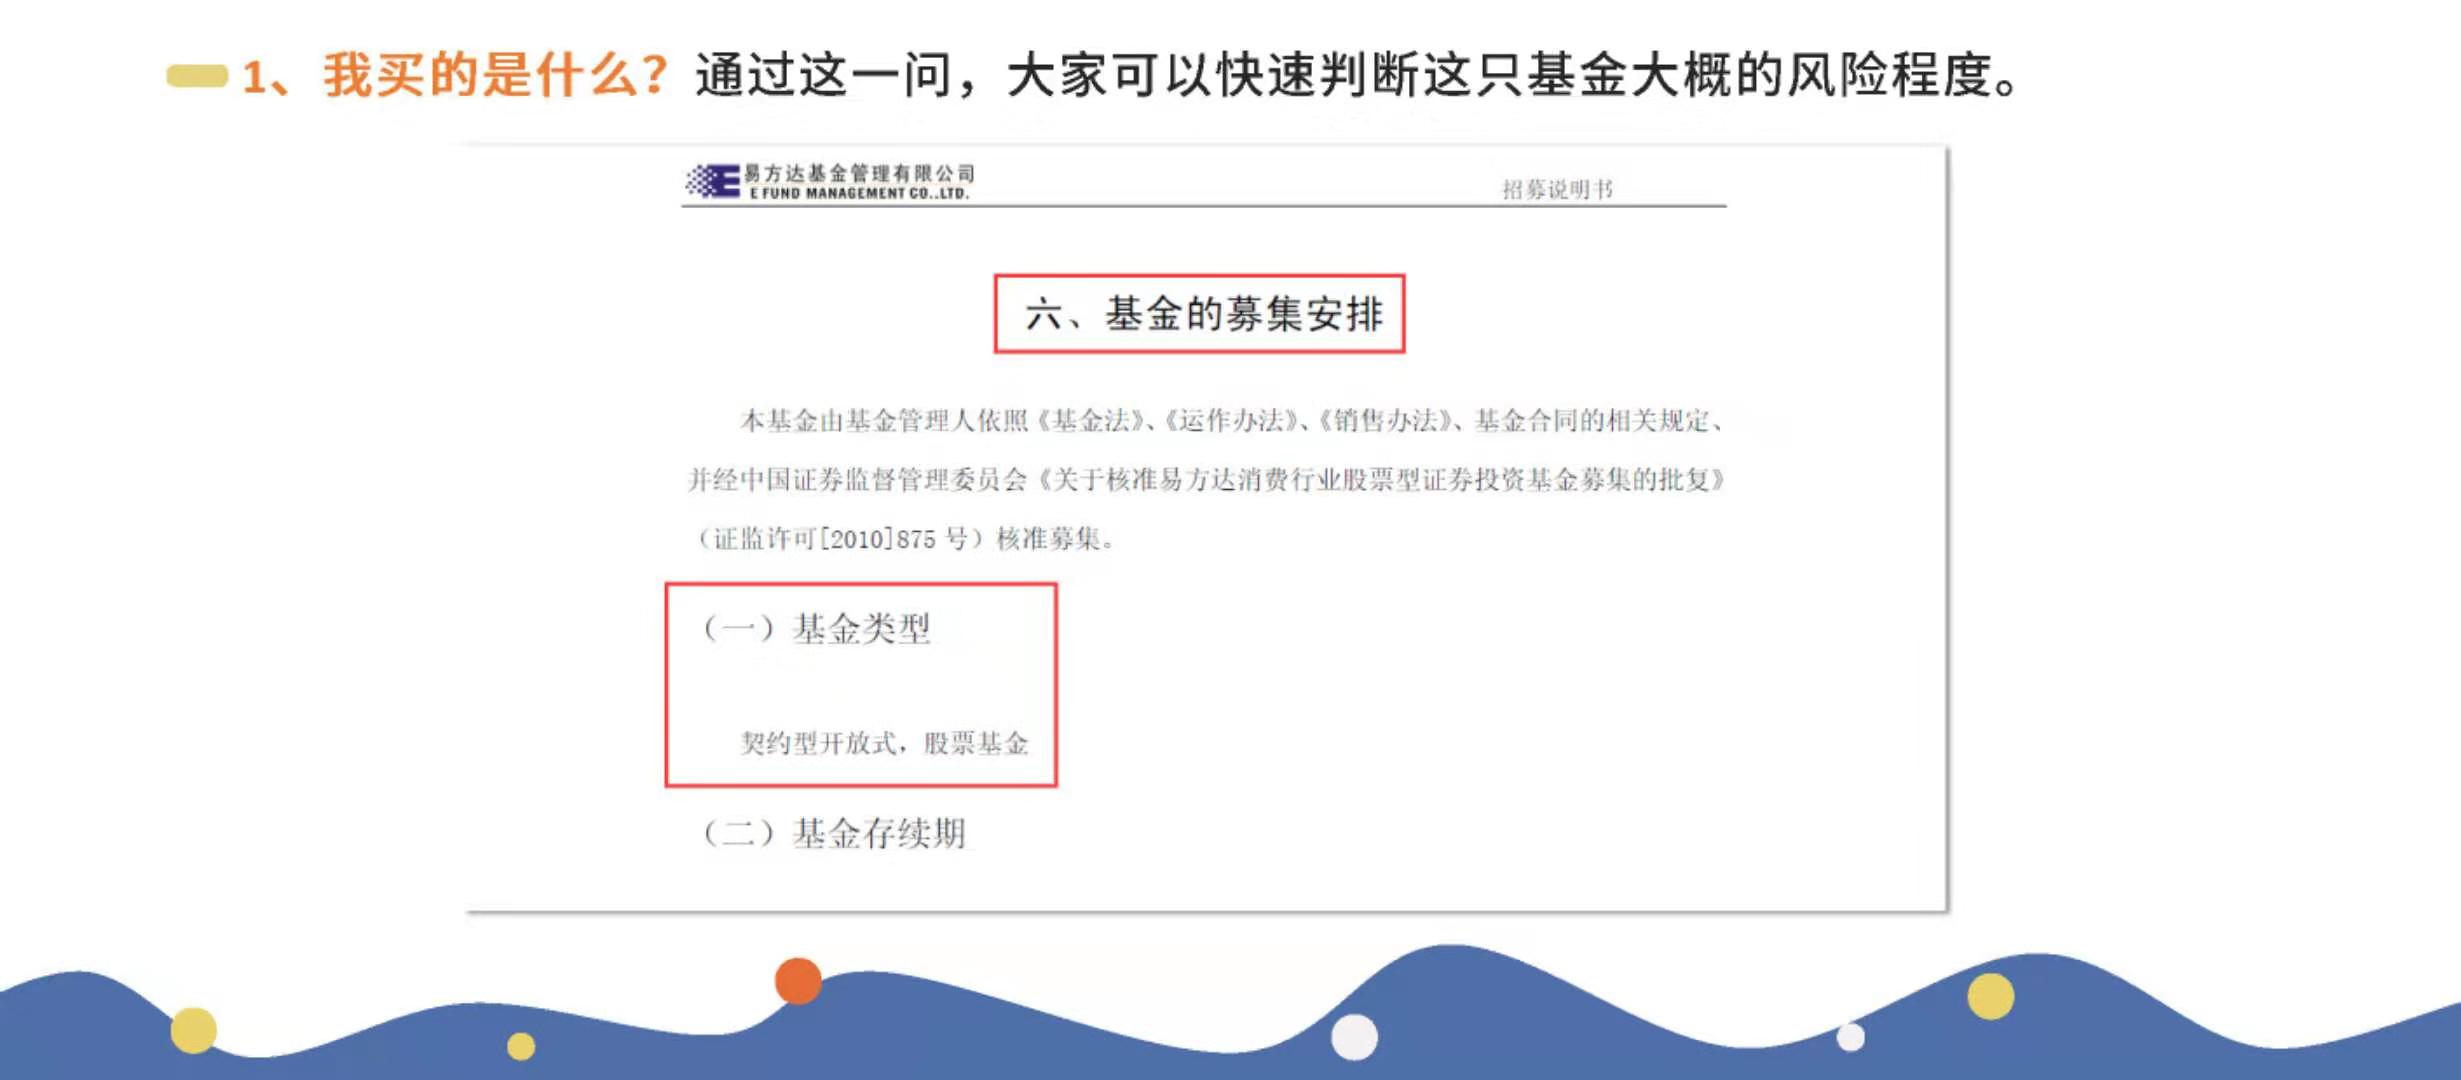 1、我买的是什么？通过这一问，大家可以快速判断这只基金大概的风险程度。
易方达基金管理有限公司
E FUND MANAGEMENT CO.,LTD.
招募说明书
六、基金的募集安排
本基金由基金管理人依照《基金法》、《运作办法》、《销售办法》、基金合同的相关规定、
并经中国证券监督管理委员会《关于核准易方达消费行业股票型证券投资基金募集的批复》
（证监许可[2010]875 号）核准募集。
（一）基金类型
契约型开放式，股票基金
（二）基金存续期